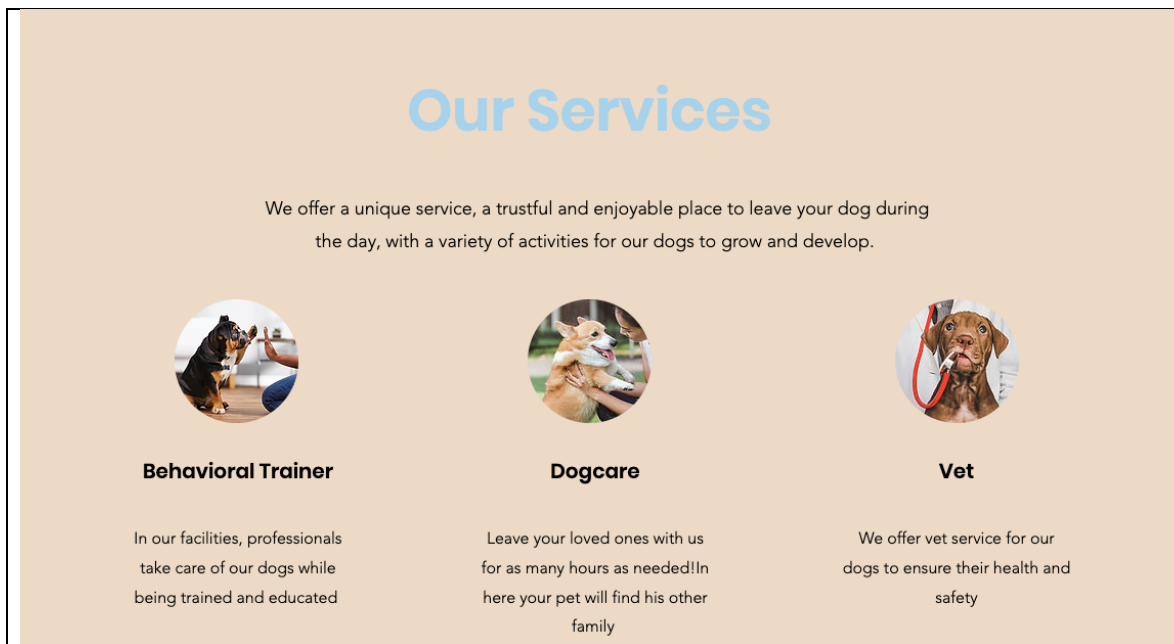 Our Services
We offer a unique service, a trustful and enjoyable place to leave your dog during
the day, with a variety of activities for our dogs to grow and develop.
Behavioral Trainer
In our facilities, professionals
take care of our dogs while
being trained and educated
Dogcare
Leave your loved ones with us
for as many hours as needed!In
here your pet will find his other
family
Vet
We offer vet service for our
dogs to ensure their health and
safety